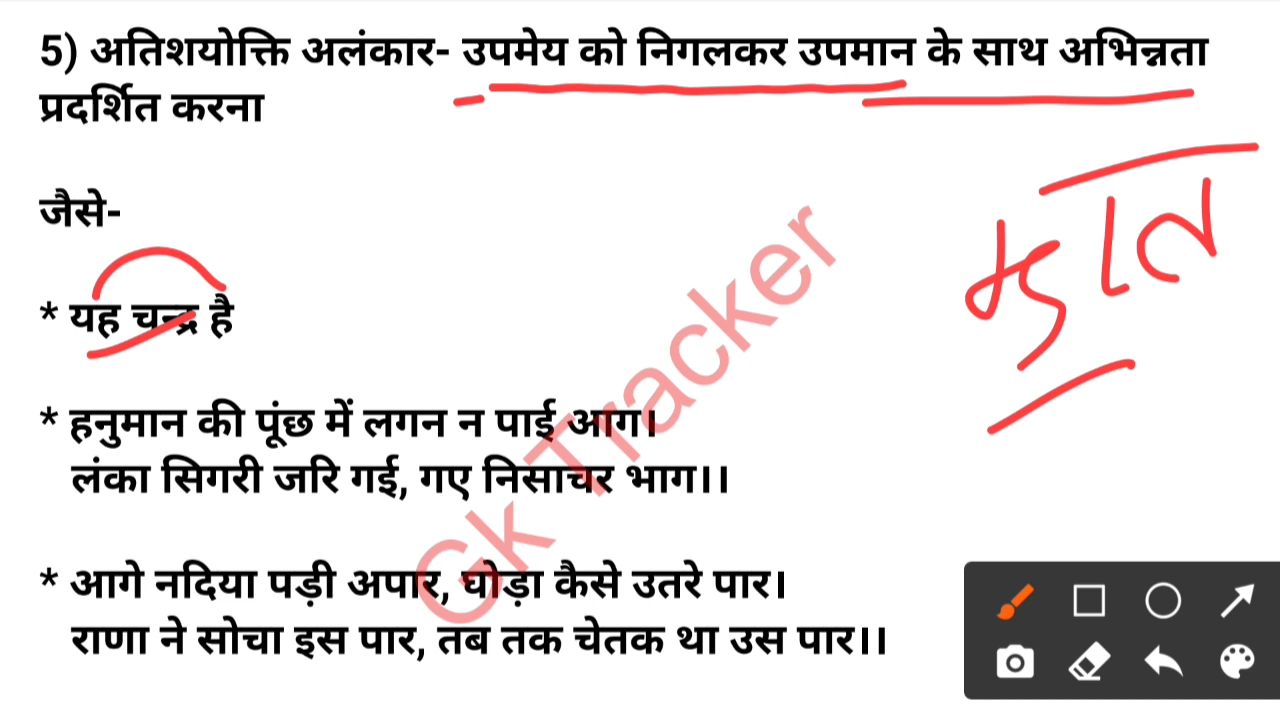 5) अतिशयोक्ति अलंकार- उपमेय को निगलकर उपमान के साथ अभिन्नता
प्रदर्शित करना
जैसे-
* यह चन्द्र है
* हनुमान की पूंछ में लगन न पाई आग।
लंका सिगरी जरि गई, गए निसाचर भाग।।
* आगे नदिया पड़ी अपार, घोड़ा कैसे उतरे पार।
राणा ने सोचा इस पार, तब तक चेतक था उस पार।।
Gk Tracker